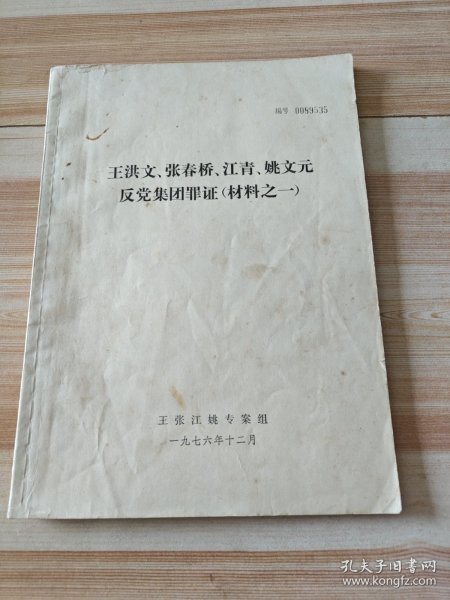 编号 0089535
王洪文、张春桥、江青、姚文元
反党集团罪证(材料之一)
王张江姚专案组
一九七六年十二月
孔夫子旧书网
www.kongfz.com